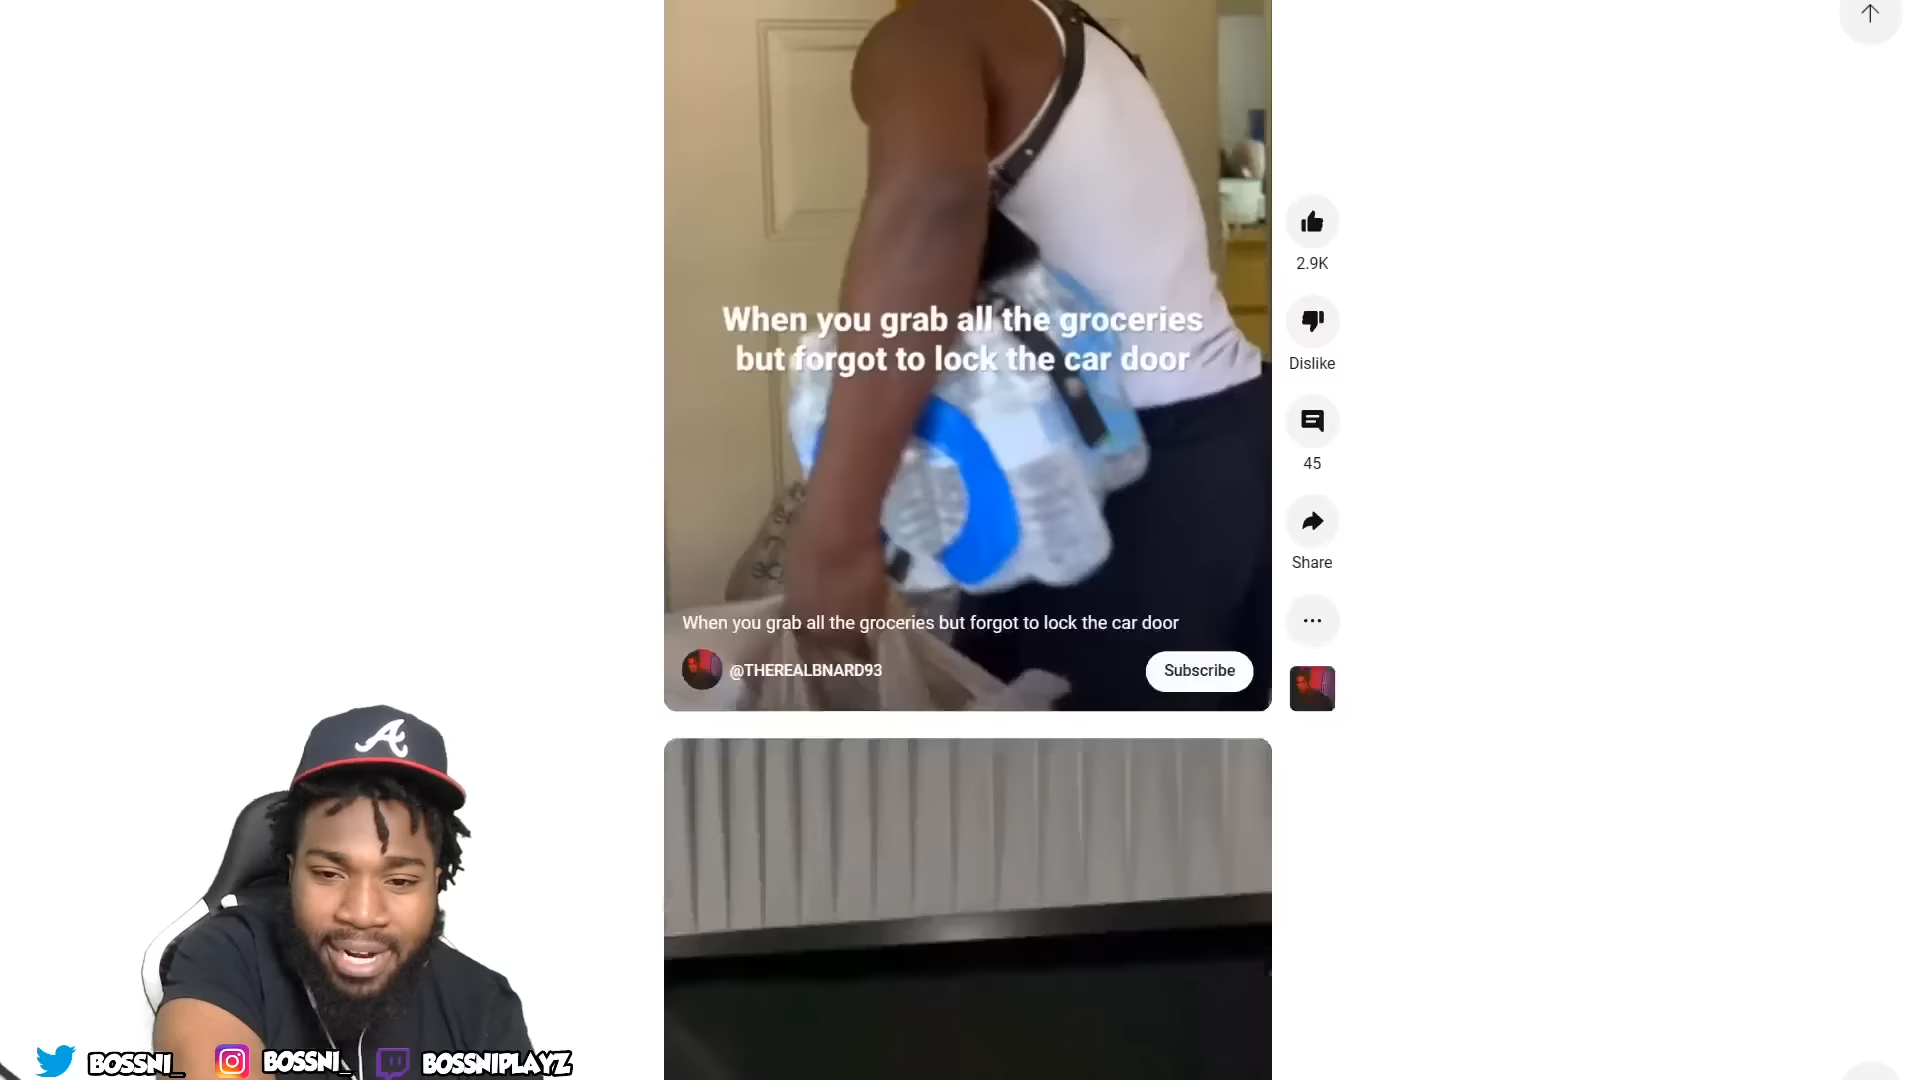 When you grab all the groceries
but forgot to lock the car door
When you grab all the groceries but forgot to lock the car door
@THEREALBNARD93
Subscribe
2.9K
Dislike
45
Share
A
BOSSNI_
BOSSNI_
BOSSNIPLAYZ